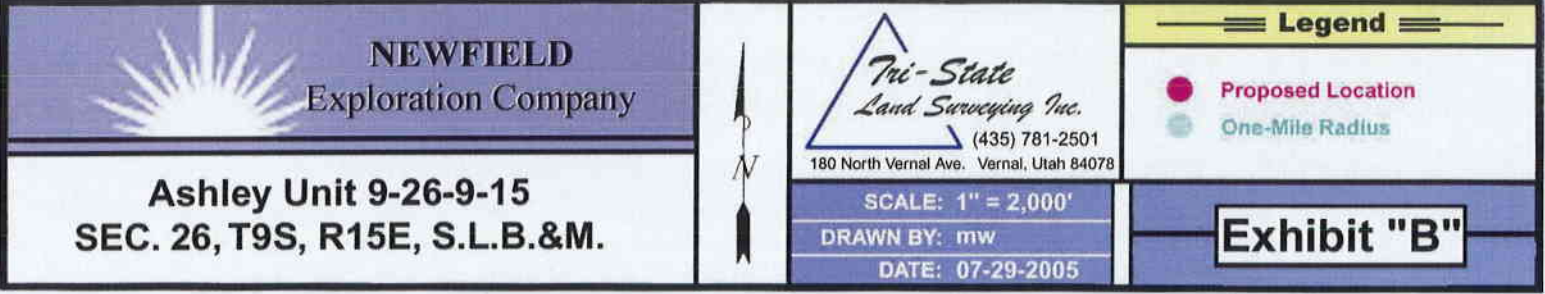 NEWFIELD
Exploration Company
Ashley Unit 9-26-9-15
SEC. 26, T9S, R15E, S.L.B.&M.
N
Tri-State
Land Surveying Inc.
(435) 781-2501
180 North Vernal Ave. Vernal, Utah 84078
SCALE: 1" = 2,000'
DRAWN BY: mw
DATE: 07-29-2005
Legend
Proposed Location
One-Mile Radius
Exhibit "B"